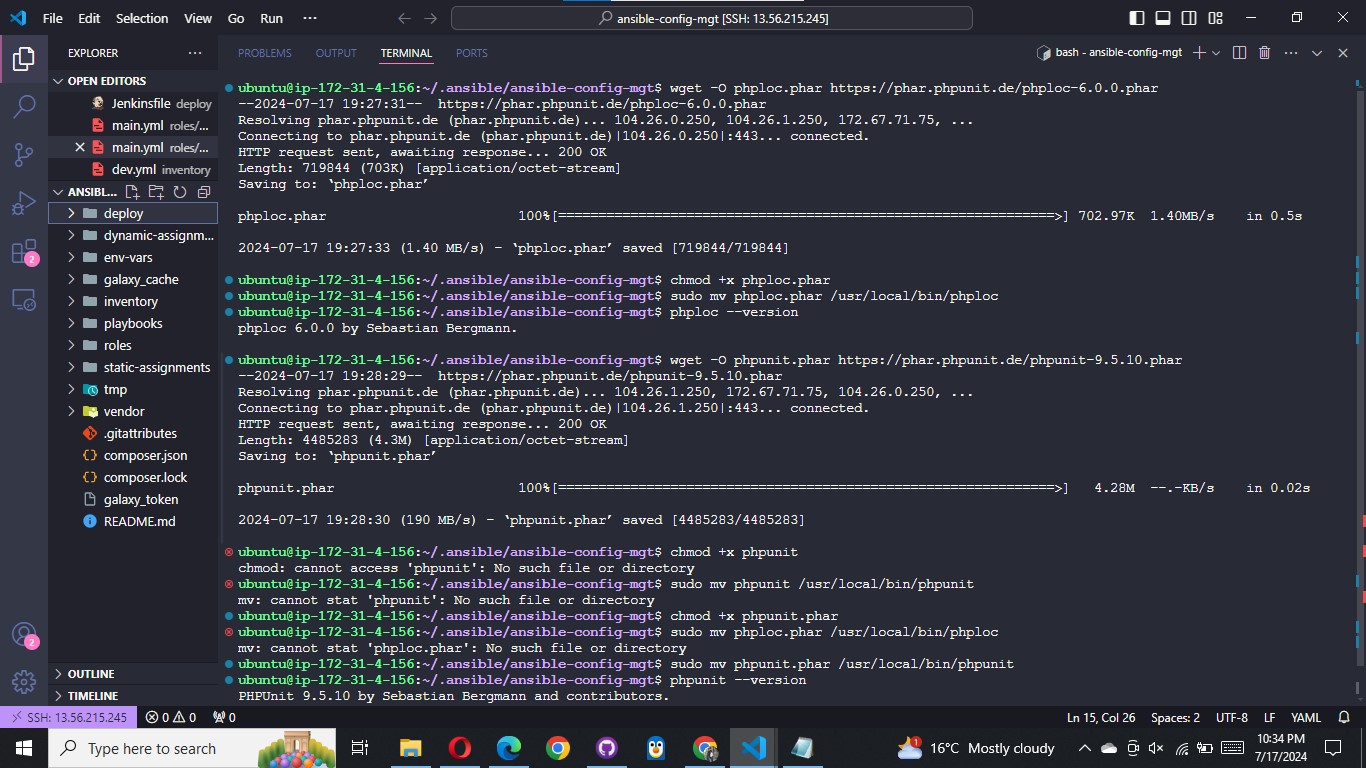 File Edit Selection View Go Run ··· ansible-config-mgt [SSH: 13.56.215.245]
EXPLORER ···
OPEN EDITORS
Jenkinsfile deploy
main.yml roles/...
main.yml roles/...
dev.yml inventory
ANSIBL...
deploy
dynamic-assignm...
env-vars
galaxy_cache
inventory
playbooks
roles
static-assignments
tmp
vendor
.gitattributes
composer.json
composer.lock
galaxy_token
README.md
OUTLINE
TIMELINE
2
2
PROBLEMS OUTPUT TERMINAL PORTS bash - ansible-config-mgt
ubuntu@ip-172-31-4-156:~/.ansible/ansible-config-mgt$ wget -O phploc.phar https://phar.phpunit.de/phploc-6.0.0.phar
--2024-07-17 19:27:31-- https://phar.phpunit.de/phploc-6.0.0.phar
Resolving phar.phpunit.de (phar.phpunit.de)... 104.26.0.250, 104.26.1.250, 172.67.71.75, ...
Connecting to phar.phpunit.de (phar.phpunit.de)|104.26.0.250|:443... connected.
HTTP request sent, awaiting response... 200 OK
Length: 719844 (703K) [application/octet-stream]
Saving to: ‘phploc.phar’
phploc.phar 100%[==============================================================>] 702.97K 1.40MB/s in 0.5s
2024-07-17 19:27:33 (1.40 MB/s) - ‘phploc.phar’ saved [719844/719844]
ubuntu@ip-172-31-4-156:~/.ansible/ansible-config-mgt$ chmod +x phploc.phar
ubuntu@ip-172-31-4-156:~/.ansible/ansible-config-mgt$ sudo mv phploc.phar /usr/local/bin/phploc
ubuntu@ip-172-31-4-156:~/.ansible/ansible-config-mgt$ phploc --version
phploc 6.0.0 by Sebastian Bergmann.
ubuntu@ip-172-31-4-156:~/.ansible/ansible-config-mgt$ wget -O phpunit.phar https://phar.phpunit.de/phpunit-9.5.10.phar
--2024-07-17 19:28:29-- https://phar.phpunit.de/phpunit-9.5.10.phar
Resolving phar.phpunit.de (phar.phpunit.de)... 104.26.1.250, 172.67.71.75, 104.26.0.250, ...
Connecting to phar.phpunit.de (phar.phpunit.de)|104.26.1.250|:443... connected.
HTTP request sent, awaiting response... 200 OK
Length: 4485283 (4.3M) [application/octet-stream]
Saving to: ‘phpunit.phar’
phpunit.phar 100%[==============================================================>] 4.28M --.-KB/s in 0.02s
2024-07-17 19:28:30 (190 MB/s) - ‘phpunit.phar’ saved [4485283/4485283]
ubuntu@ip-172-31-4-156:~/.ansible/ansible-config-mgt$ chmod +x phpunit
chmod: cannot access 'phpunit': No such file or directory
ubuntu@ip-172-31-4-156:~/.ansible/ansible-config-mgt$ sudo mv phpunit /usr/local/bin/phpunit
mv: cannot stat 'phpunit': No such file or directory
ubuntu@ip-172-31-4-156:~/.ansible/ansible-config-mgt$ chmod +x phpunit.phar
ubuntu@ip-172-31-4-156:~/.ansible/ansible-config-mgt$ sudo mv phploc.phar /usr/local/bin/phploc
mv: cannot stat 'phploc.phar': No such file or directory
ubuntu@ip-172-31-4-156:~/.ansible/ansible-config-mgt$ sudo mv phpunit.phar /usr/local/bin/phpunit
ubuntu@ip-172-31-4-156:~/.ansible/ansible-config-mgt$ phpunit --version
PHPUnit 9.5.10 by Sebastian Bergmann and contributors.
SSH: 13.56.215.245 0 0 0 Ln 15, Col 26 Spaces: 2 UTF-8 LF YAML
Type here to search 1 16°C Mostly cloudy 10:34 PM
7/17/2024